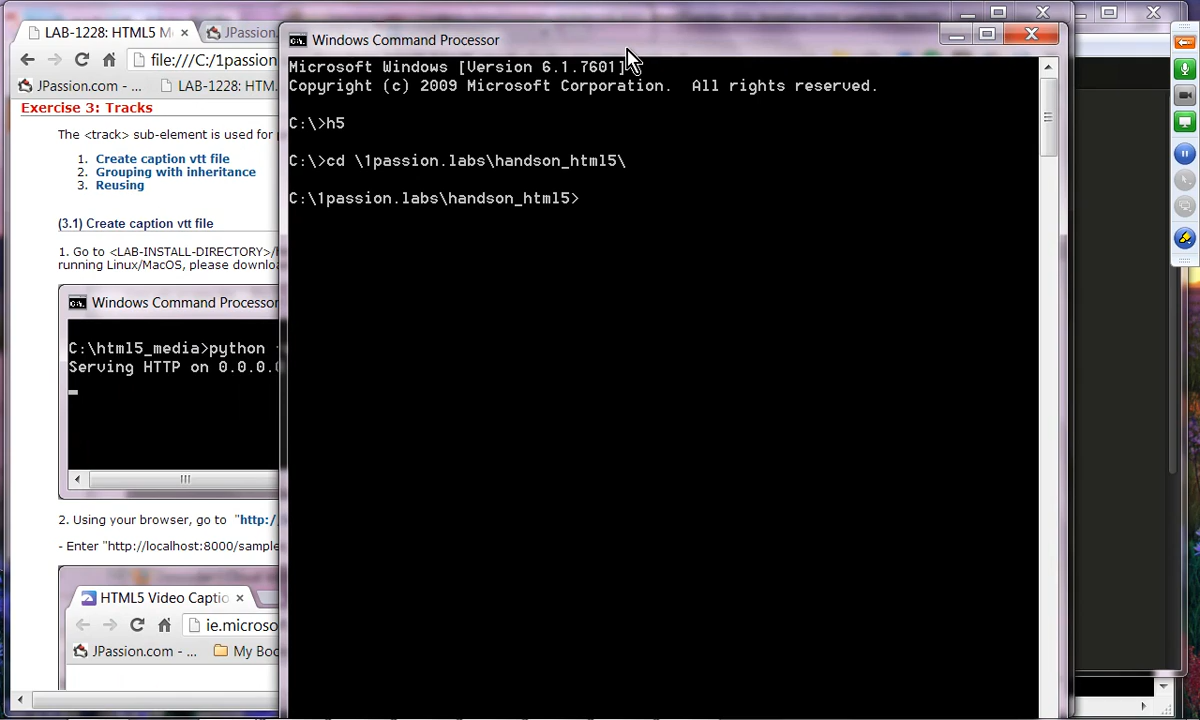 LAB-1228: HTML5 M
JPassion.
file:///C:/1passion
JPassion.com - ...
LAB-1228: HTM
Exercise 3: Tracks
The <track> sub-element is used for
1. Create caption vtt file
2. Grouping with inheritance
3. Reusing
(3.1) Create caption vtt file
1. Go to <LAB-INSTALL-DIRECTORY>/
running Linux/MacOS, please downloa
Windows Command Processor
C:\html5_media>python
Serving HTTP on 0.0.0.
2. Using your browser, go to "http:/
- Enter "http://localhost:8000/sample
HTML5 Video Captio
ie.microso
JPassion.com - ...
My Boo
Windows Command Processor
Microsoft Windows [Version 6.1.7601]
Copyright (c) 2009 Microsoft Corporation. All rights reserved.
C:\>h5
C:\>cd \1passion.labs\handson_html5\
C:\1passion.labs\handson_html5>